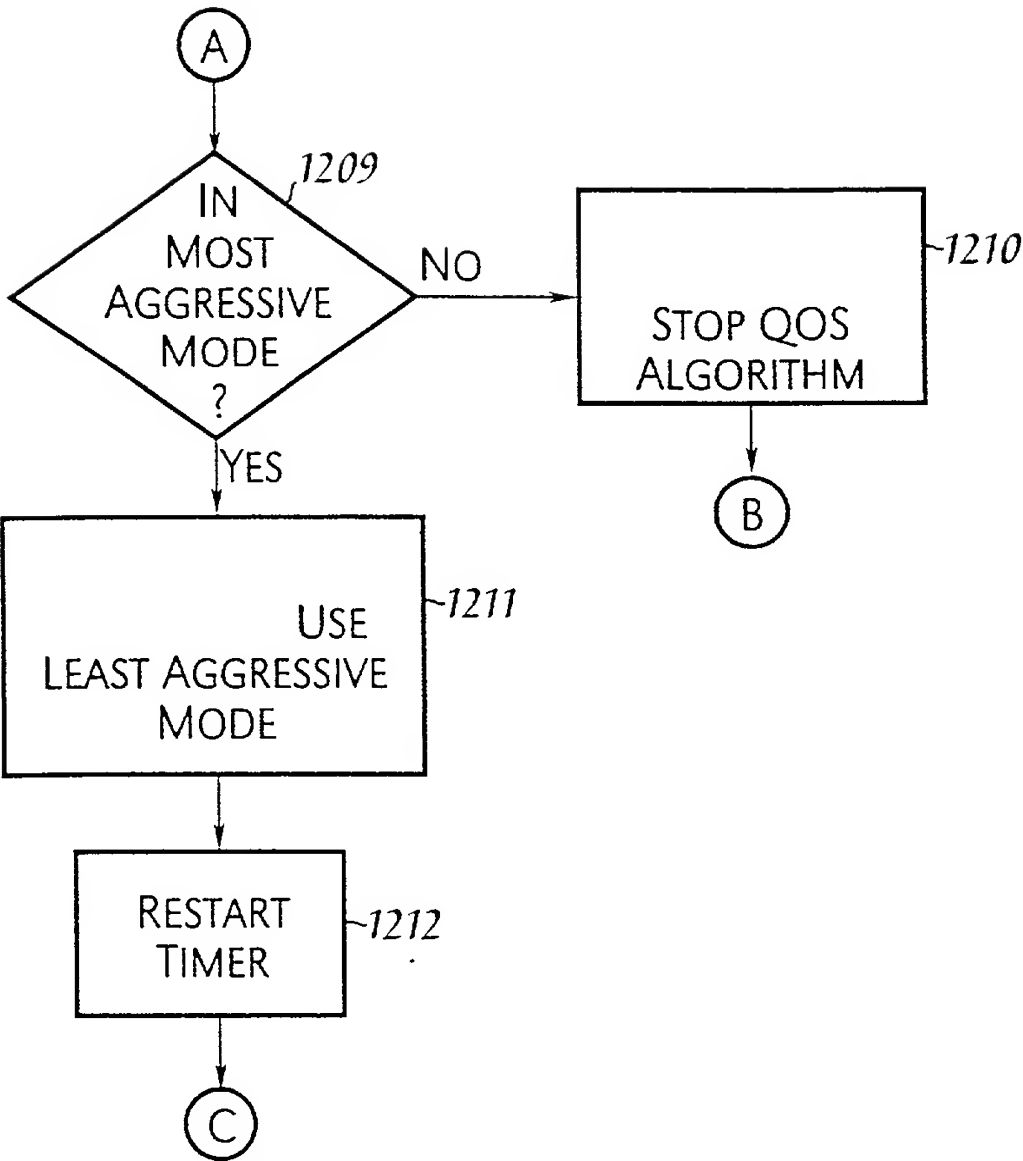 A
1209
IN
MOST
AGGRESSIVE
MODE
?
NO
1210
STOP QOS
ALGORITHM
YES
B
1211
USE
LEAST AGGRESSIVE
MODE
RESTART
TIMER
1212
C